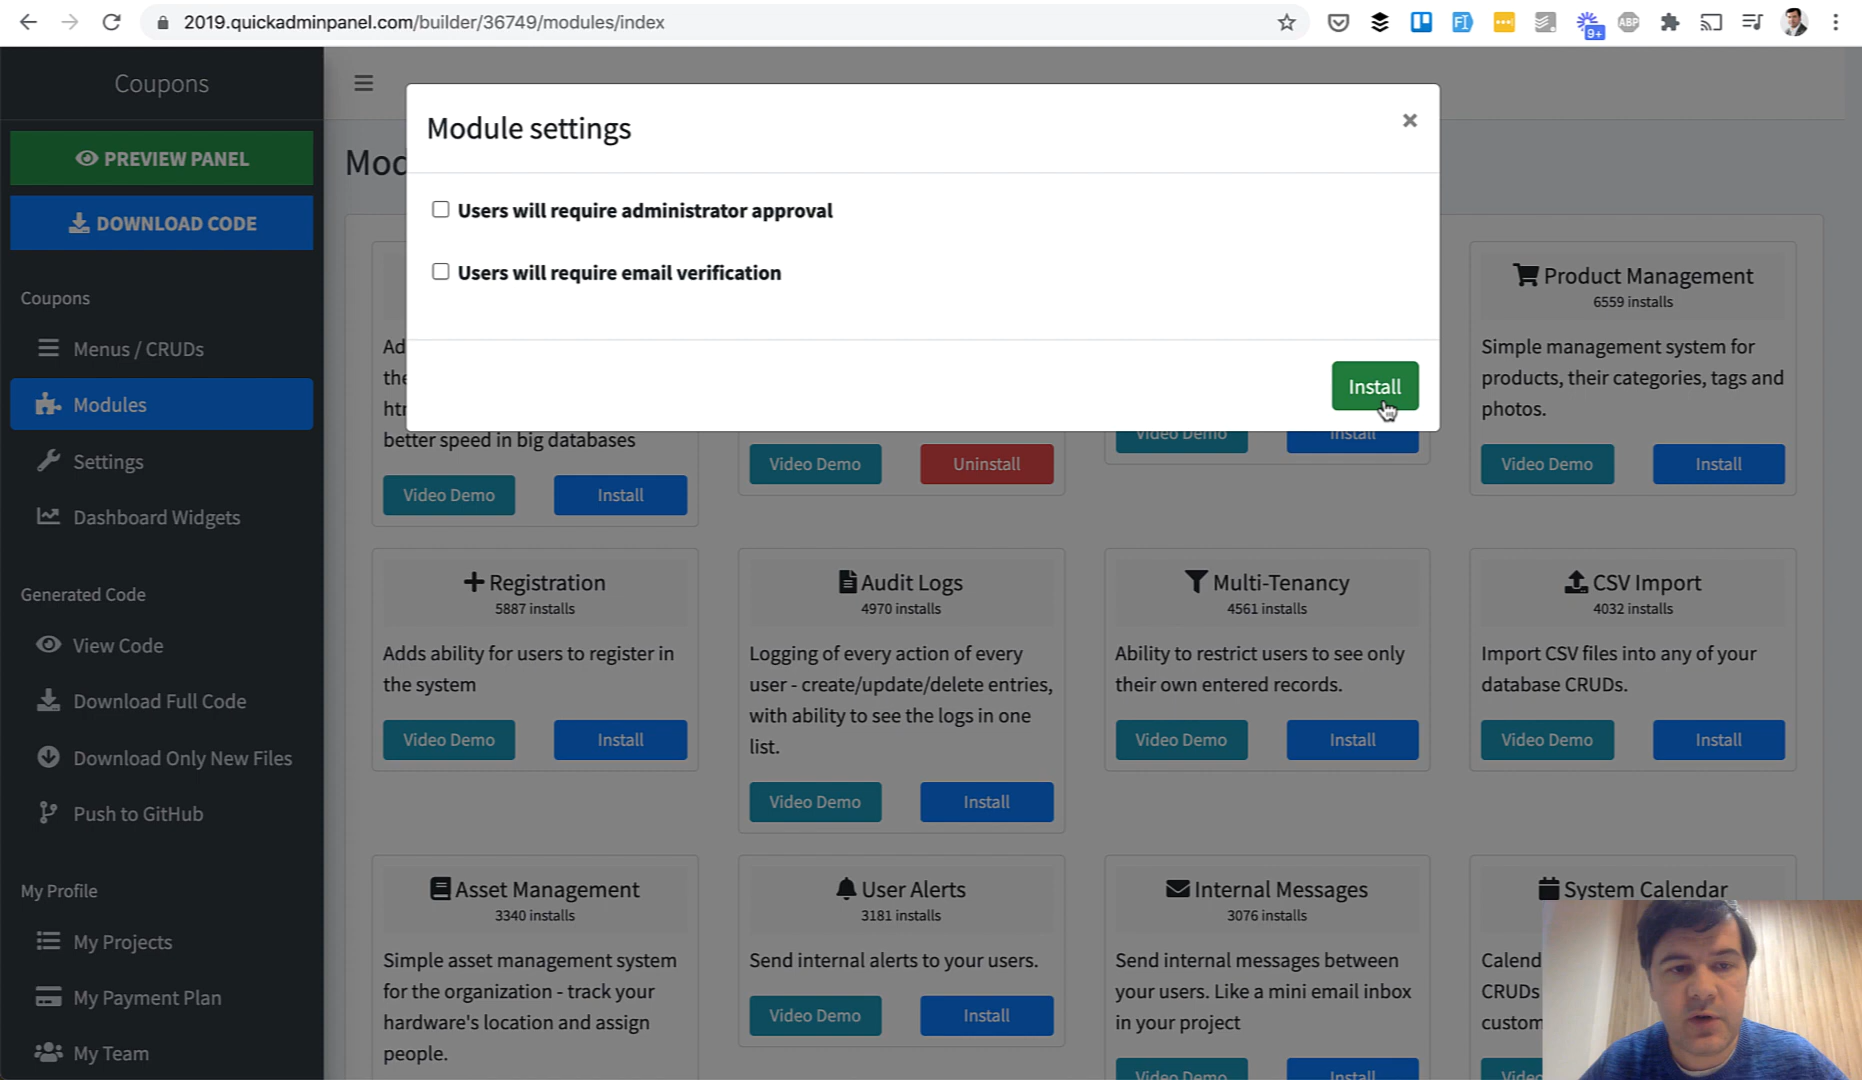 2019.quickadminpanel.com/builder/36749/modules/index
9+
ABP
Coupons
PREVIEW PANEL
DOWNLOAD CODE
Coupons
Menus / CRUDs
Modules
Settings
Dashboard Widgets
Generated Code
View Code
Download Full Code
Download Only New Files
Push to GitHub
My Profile
My Projects
My Payment Plan
My Team
Module settings
×
Users will require administrator approval
Users will require email verification
Install
better speed in big databases
Video Demo
Install
Video Demo
Uninstall
Video Demo
Install
Product Management
6559 installs
Simple management system for
products, their categories, tags and
photos.
Video Demo
Install
Registration
5887 installs
Adds ability for users to register in
the system
Video Demo
Install
Audit Logs
4970 installs
Logging of every action of every
user - create/update/delete entries,
with ability to see the logs in one
list.
Video Demo
Install
Multi-Tenancy
4561 installs
Ability to restrict users to see only
their own entered records.
Video Demo
Install
CSV Import
4032 installs
Import CSV files into any of your
database CRUDs.
Video Demo
Install
Asset Management
3340 installs
Simple asset management system
for the organization - track your
hardware's location and assign
people.
User Alerts
3181 installs
Send internal alerts to your users.
Video Demo
Install
Internal Messages
3076 installs
Send internal messages between
your users. Like a mini email inbox
in your project
Video Demo
Install
System Calendar
CRUDs